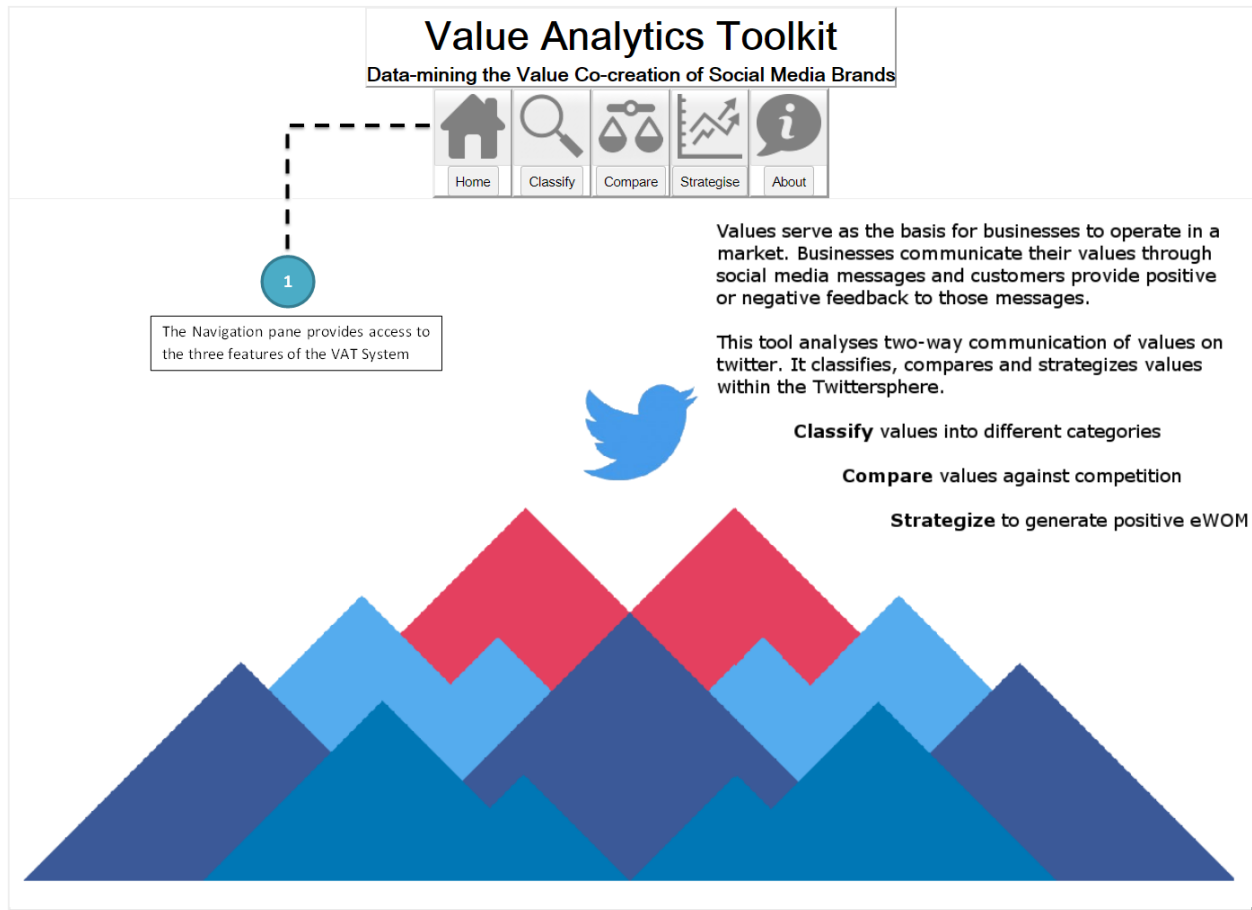 Value Analytics Toolkit
Data-mining the Value Co-creation of Social Media Brands
Home
Classify
Compare
Strategise
About
1
The Navigation pane provides access to
the three features of the VAT System
Values serve as the basis for businesses to operate in a
market. Businesses communicate their values through
social media messages and customers provide positive
or negative feedback to those messages.
This tool analyses two-way communication of values on
twitter. It classifies, compares and strategizes values
within the Twittersphere.
Classify values into different categories
Compare values against competition
Strategize to generate positive eWOM